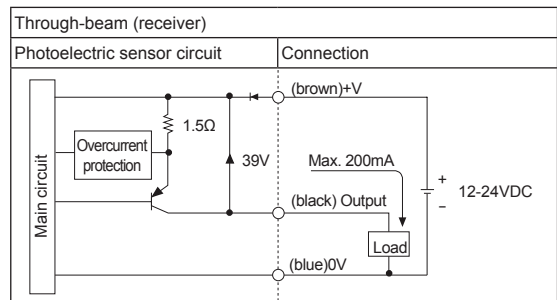 Through-beam (receiver)
Photoelectric sensor circuit
Connection
(brown)+V
1.5Ω
Overcurrent
protection
39V
Max. 200mA
Main circuit
+
12-24VDC
−
(black) Output
Load
(blue)0V